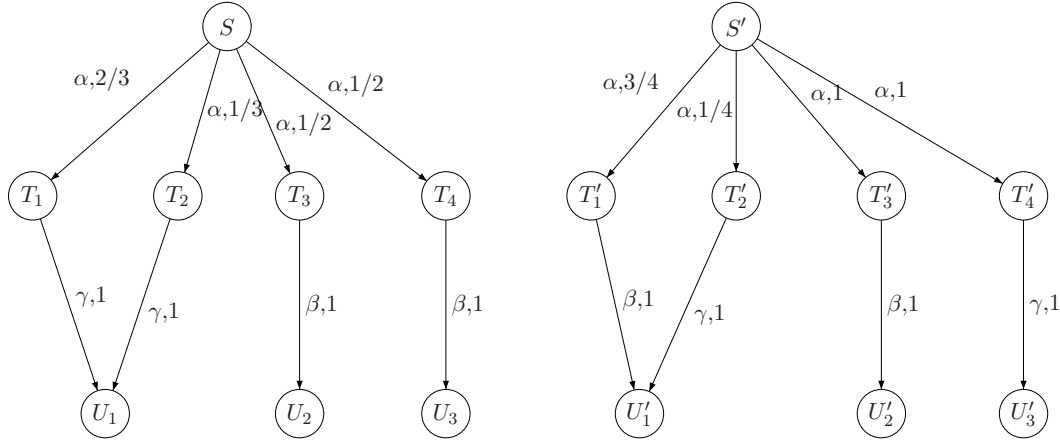 S S′
α,2/3 α,1/3 α,1/2 α,1/2 α,3/4 α,1/4 α,1 α,1
T₁ T₂ T₃ T₄ T′₁ T′₂ T′₃ T′₄
γ,1 γ,1 β,1 β,1 β,1 γ,1 β,1 γ,1
U₁ U₂ U₃ U′₁ U′₂ U′₃